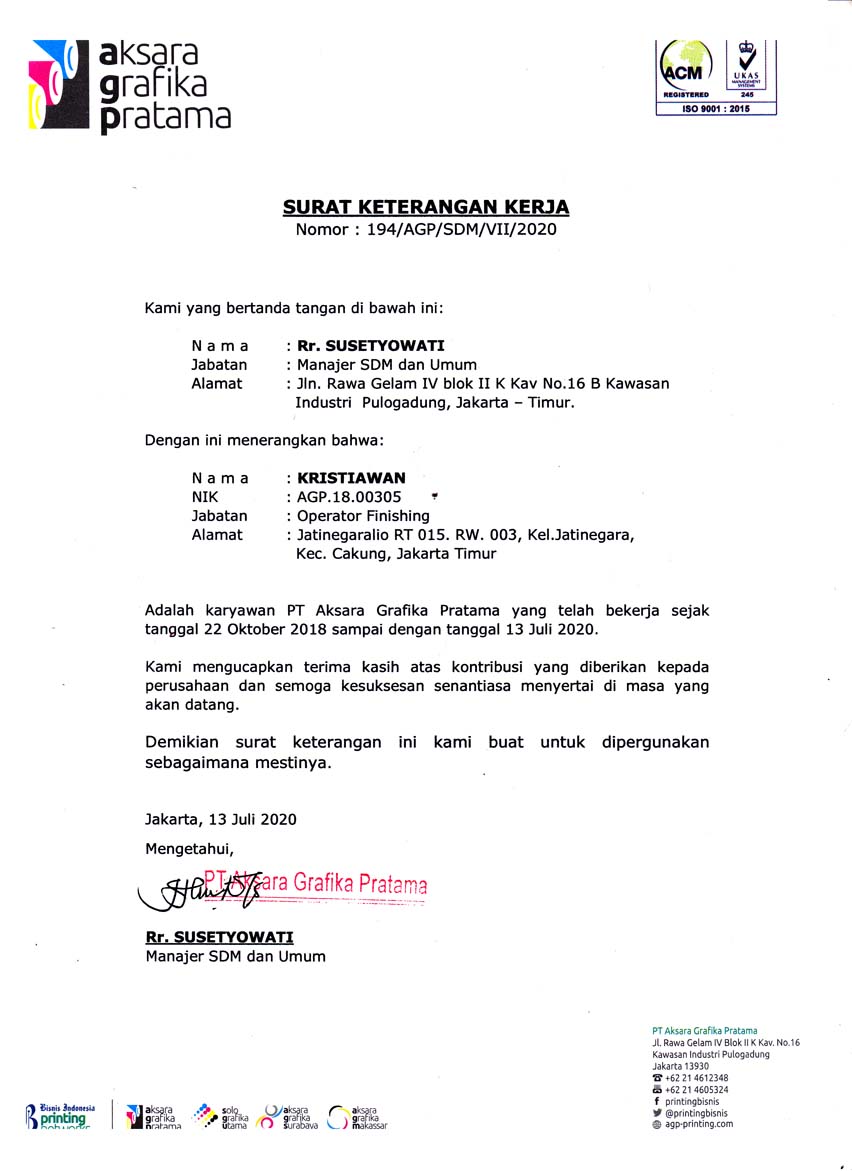 aksara
grafika
pratama
ACM
REGISTERED
UKAS
MANAGEMENT
SYSTEMS
245
ISO 9001 : 2015
SURAT KETERANGAN KERJA
Nomor : 194/AGP/SDM/VII/2020
Kami yang bertanda tangan di bawah ini:
N a m a : Rr. SUSETYOWATI
Jabatan : Manajer SDM dan Umum
Alamat : Jln. Rawa Gelam IV blok II K Kav No.16 B Kawasan
Industri Pulogadung, Jakarta – Timur.
Dengan ini menerangkan bahwa:
N a m a : KRISTIAWAN
NIK : AGP.18.00305
Jabatan : Operator Finishing
Alamat : Jatinegaralio RT 015. RW. 003, Kel.Jatinegara,
Kec. Cakung, Jakarta Timur
Adalah karyawan PT Aksara Grafika Pratama yang telah bekerja sejak
tanggal 22 Oktober 2018 sampai dengan tanggal 13 Juli 2020.
Kami mengucapkan terima kasih atas kontribusi yang diberikan kepada
perusahaan dan semoga kesuksesan senantiasa menyertai di masa yang
akan datang.
Demikian surat keterangan ini kami buat untuk dipergunakan
sebagaimana mestinya.
Jakarta, 13 Juli 2020
Mengetahui,
PT Aksara Grafika Pratama
Rr. SUSETYOWATI
Manajer SDM dan Umum
PT Aksara Grafika Pratama
Jl. Rawa Gelam IV Blok II K Kav. No.16
Kawasan Industri Pulogadung
Jakarta 13930
+62 21 4612348
+62 21 4605324
printingbisnis
@printingbisnis
agp-printing.com
Bisnis Indonesia
printing
aksara
grafika
pratama
solo
grafika
utama
aksara
grafika
surabaya
aksara
grafika
makassar